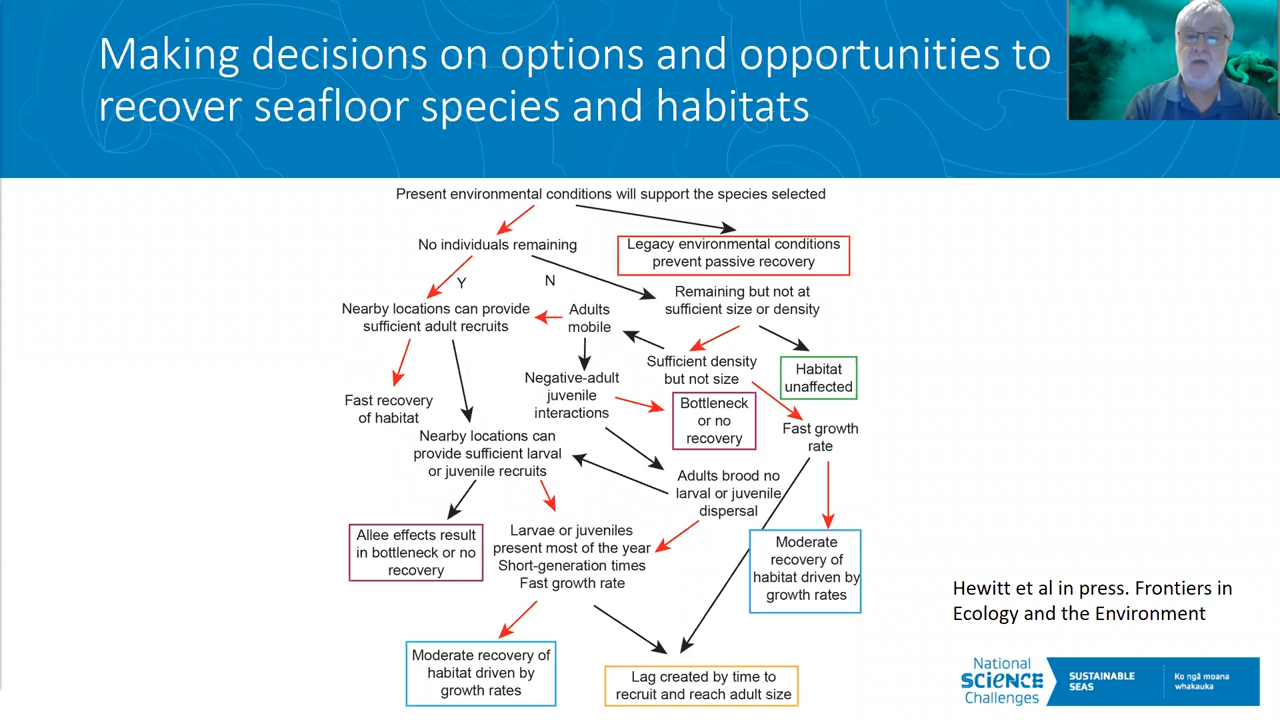 Making decisions on options and opportunities to
recover seafloor species and habitats
Present environmental conditions will support the species selected
No individuals remaining
Legacy environmental conditions
prevent passive recovery
Y
N
Nearby locations can provide
sufficient adult recruits
Adults
mobile
Remaining but not at
sufficient size or density
Sufficient density
but not size
Habitat
unaffected
Negative-adult
juvenile
interactions
Fast recovery
of habitat
Bottleneck
or no
recovery
Fast growth
rate
Nearby locations can
provide sufficient larval
or juvenile recruits
Adults brood no
larval or juvenile
dispersal
Allee effects result
in bottleneck or no
recovery
Larvae or juveniles
present most of the year
Short-generation times
Fast growth rate
Moderate
recovery of
habitat driven by
growth rates
Moderate recovery of
habitat driven by
growth rates
Lag created by time to
recruit and reach adult size
Hewitt et al in press. Frontiers in
Ecology and the Environment
National
SCIENCE
Challenges
SUSTAINABLE
SEAS
Ko ngā moana
whakauka